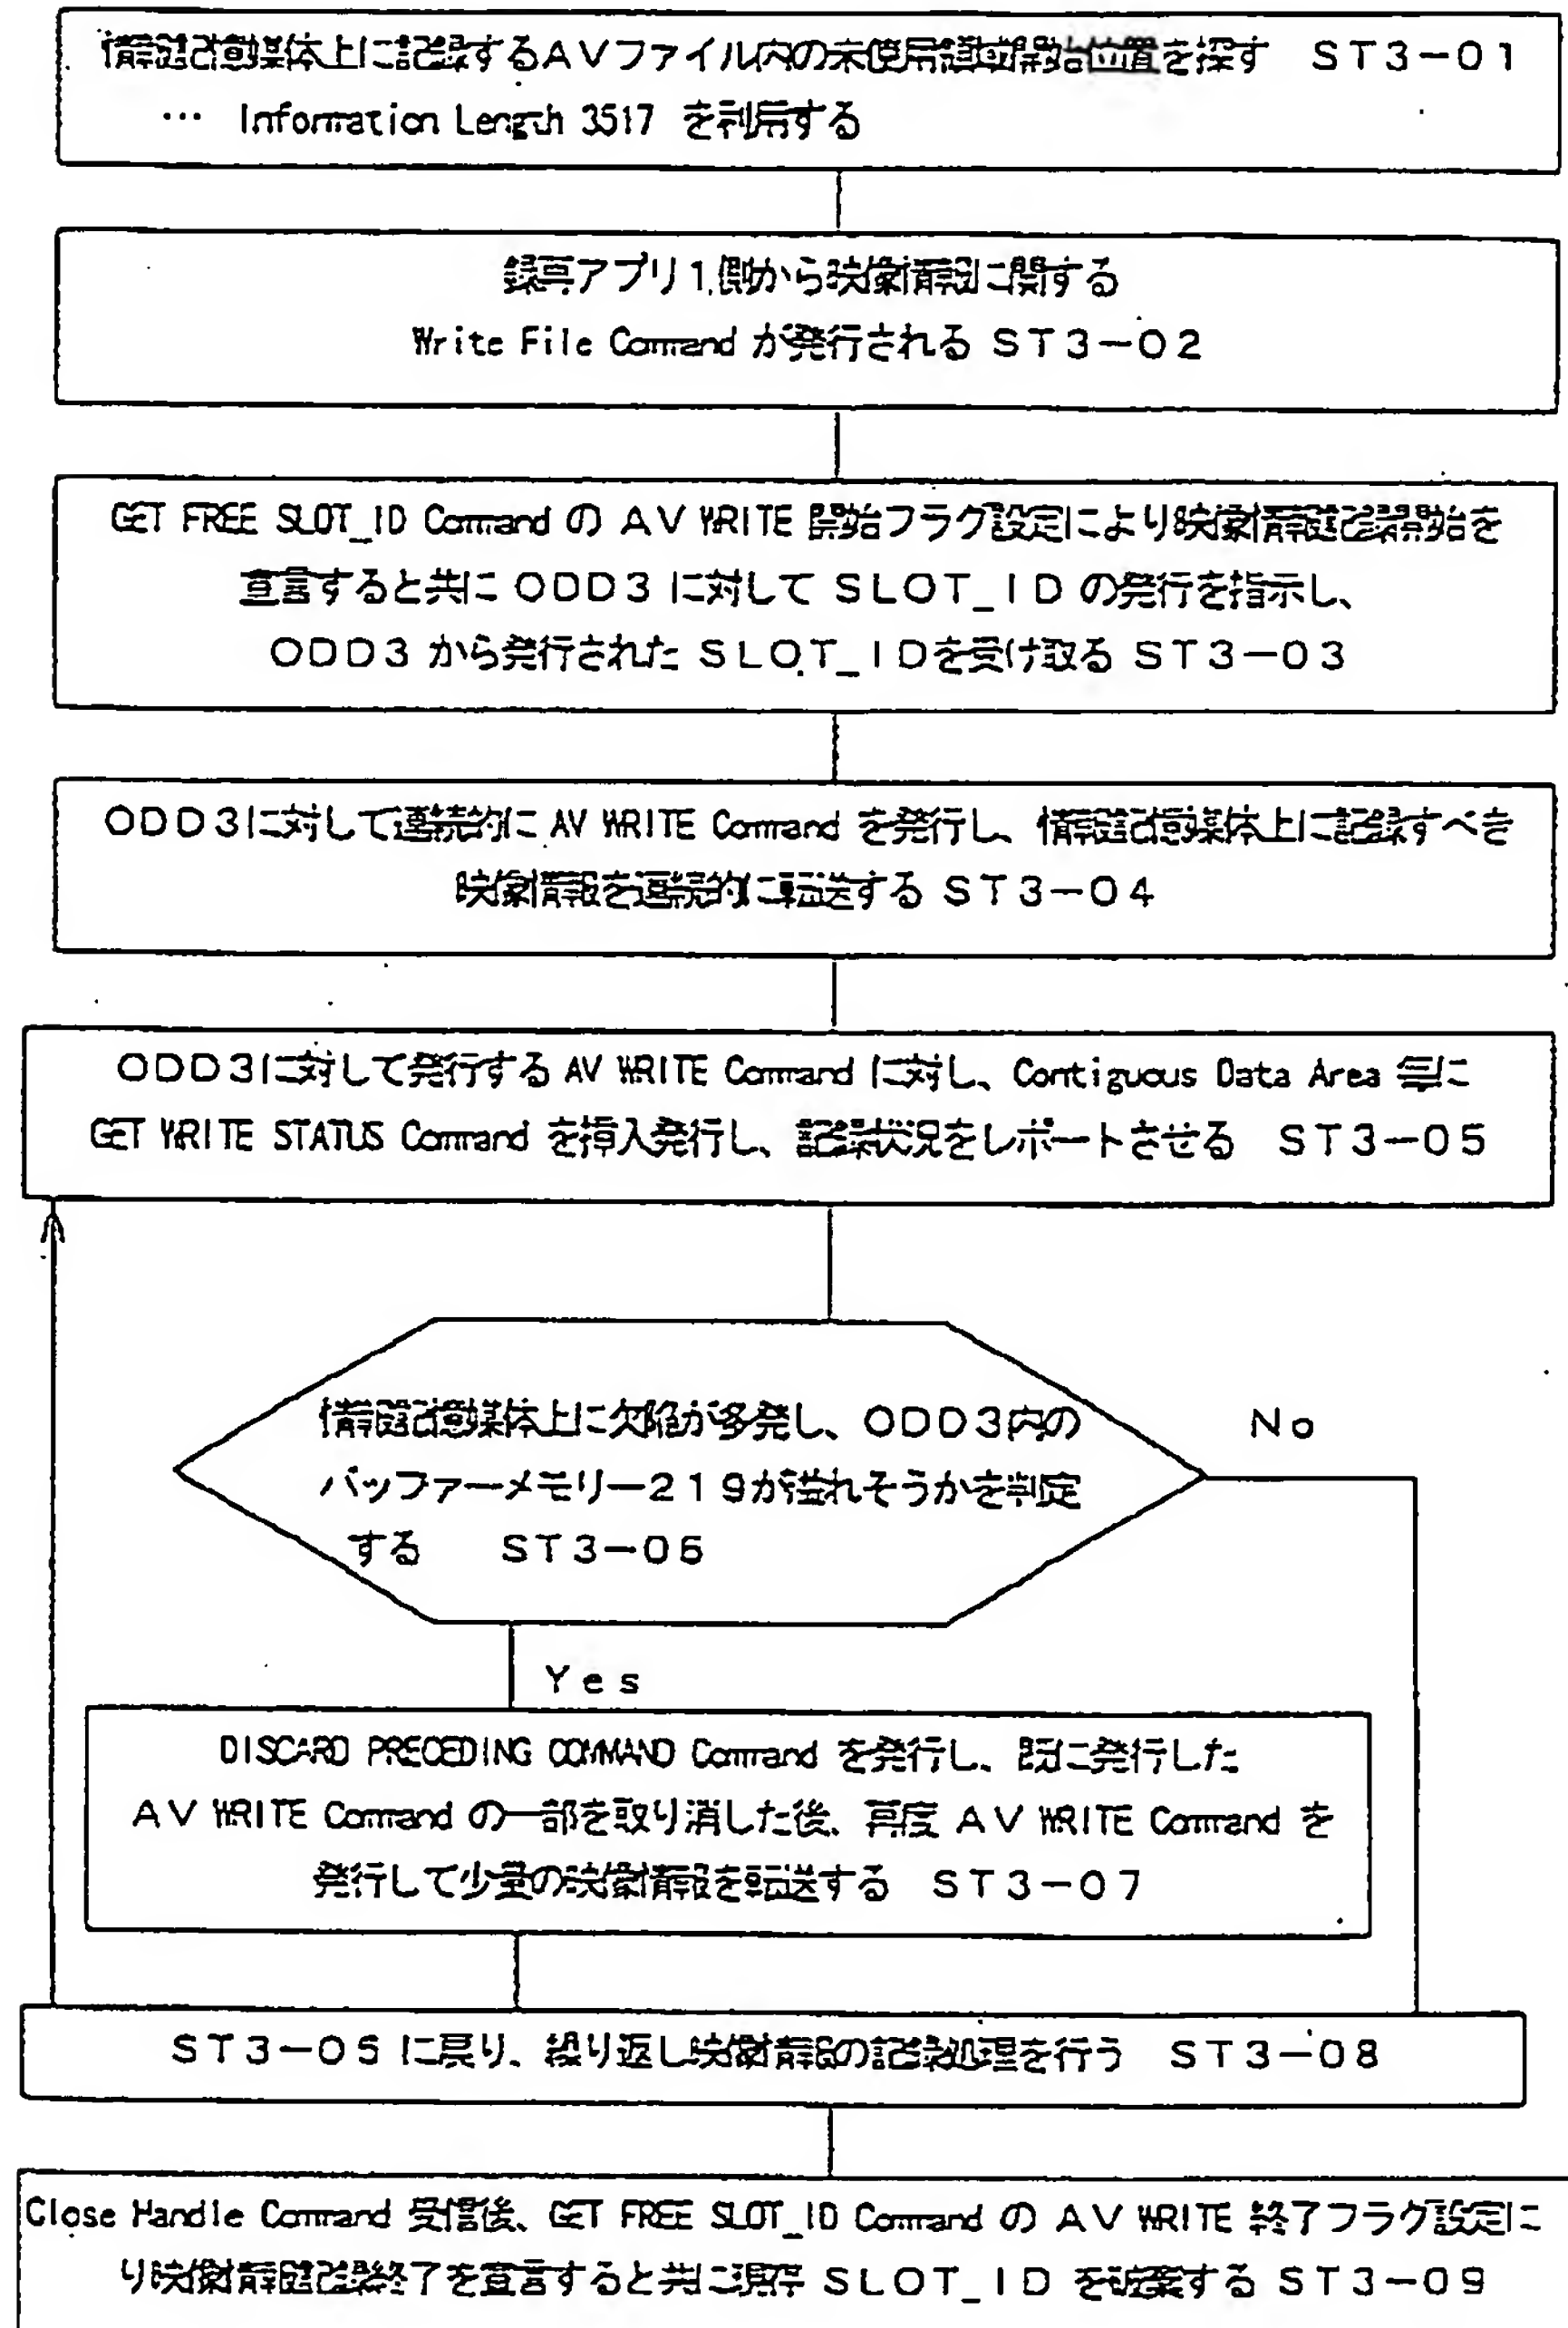 情報記憶媒体上に記録するAVファイル内の未使用領域開始位置を探す ST3-01
… Information Length 3517 を利用する
録再アプリ1側から映像情報に関する
Write File Command が発行される ST3-02
GET FREE SLOT_ID Command の AV WRITE 開始フラグ設定により映像情報記録開始を
宣言すると共に ODD3 に対して SLOT_ID の発行を指示し、
ODD3 から発行された SLOT_IDを受け取る ST3-03
ODD3に対して連続的に AV WRITE Command を発行し、情報記憶媒体上に記録すべき
映像情報を連続的に転送する ST3-04
ODD3に対して発行する AV WRITE Command に対し、Contiguous Data Area 毎に
GET WRITE STATUS Command を挿入発行し、記録状況をレポートさせる ST3-05
情報記憶媒体上に欠陥が多発し、ODD3内の
No
バッファーメモリー219が溢れそうかを判定
する ST3-06
Yes
DISCARD PRECEDING COMMAND Command を発行し、既に発行した
AV WRITE Command の一部を取り消した後、再度 AV WRITE Command を
発行して少量の映像情報を転送する ST3-07
ST3-05 に戻り、繰り返し映像情報の記録処理を行う ST3-08
Close Handle Command 受信後、GET FREE SLOT_ID Command の AV WRITE 終了フラグ設定に
り映像情報記録終了を宣言すると共に現存 SLOT_ID を破棄する ST3-09